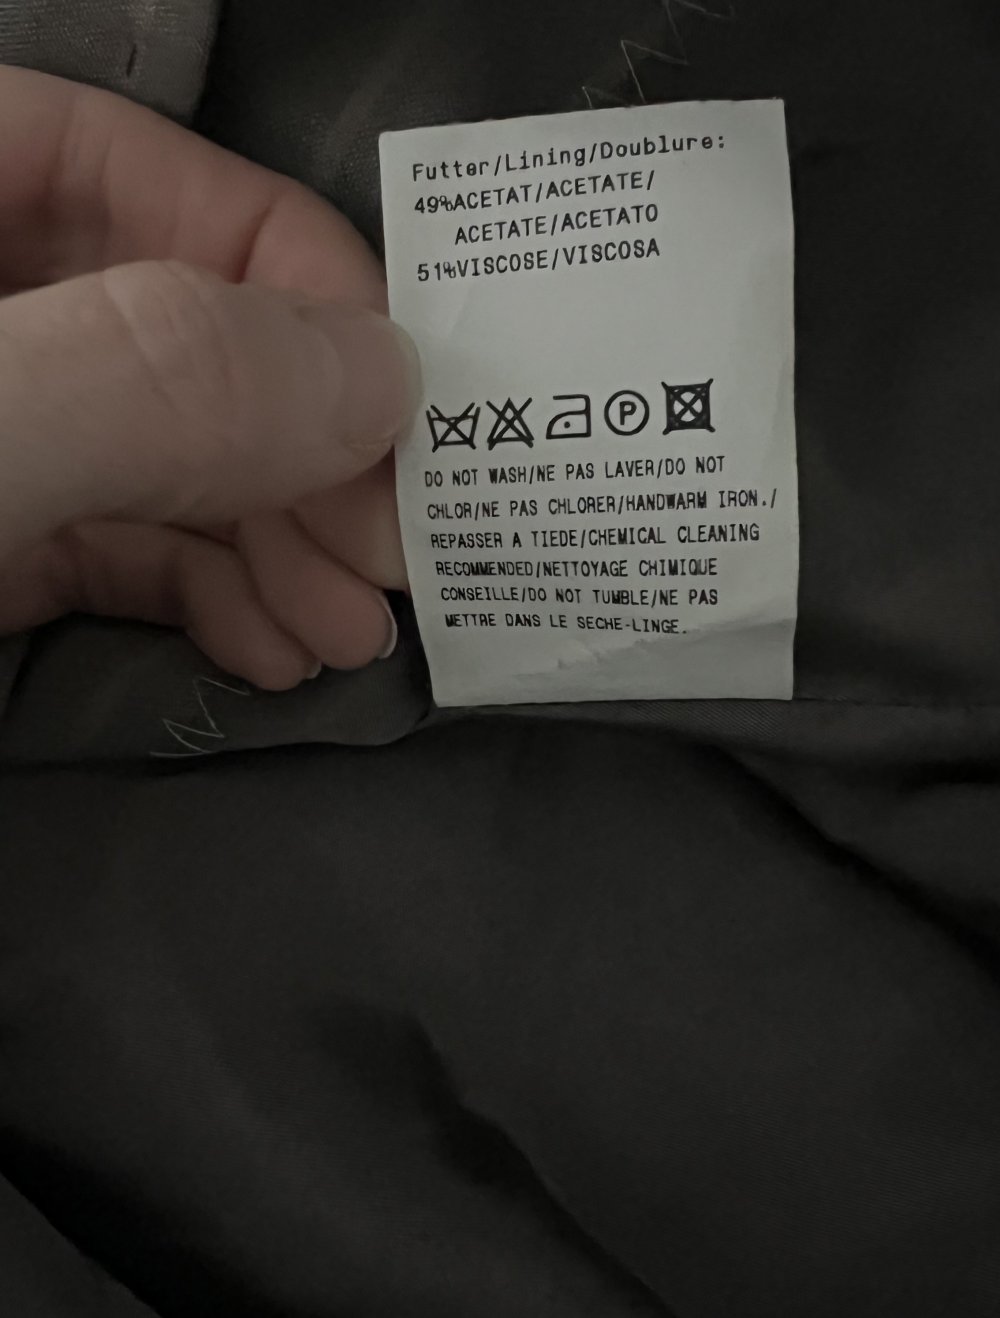 Futter/Lining/Doublure:
49%ACETAT/ACETATE/
ACETATE/ACETATO
51%VISCOSE/VISCOSA
P
DO NOT WASH/NE PAS LAVER/DO NOT
CHLOR/NE PAS CHLORER/HANDWARM IRON./
REPASSER A TIEDE/CHEMICAL CLEANING
RECOMMENDED/NETTOYAGE CHIMIQUE
CONSEILLE/DO NOT TUMBLE/NE PAS
METTRE DANS LE SECHE-LINGE.